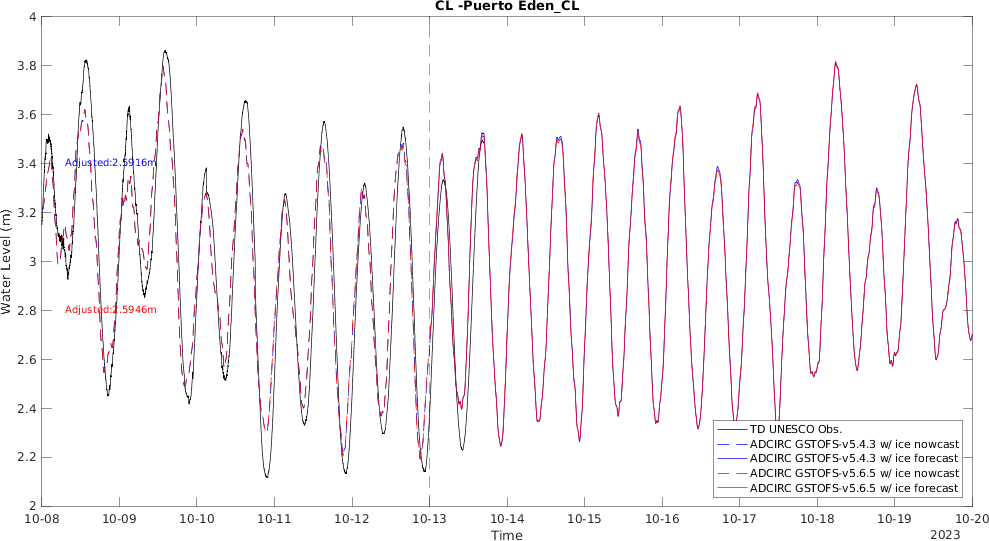 CL -Puerto Eden_CL
Water Level (m)
4
3.8
3.6
3.4
3.2
3
2.8
2.6
2.4
2.2
2
Adjusted:2.5916m
Adjusted:2.5946m
TD UNESCO Obs.
ADCIRC GSTOFS-v5.4.3 w/ ice nowcast
ADCIRC GSTOFS-v5.4.3 w/ ice forecast
ADCIRC GSTOFS-v5.6.5 w/ ice nowcast
ADCIRC GSTOFS-v5.6.5 w/ ice forecast
10-08 10-09 10-10 10-11 10-12 10-13 10-14 10-15 10-16 10-17 10-18 10-19 10-20
Time
2023